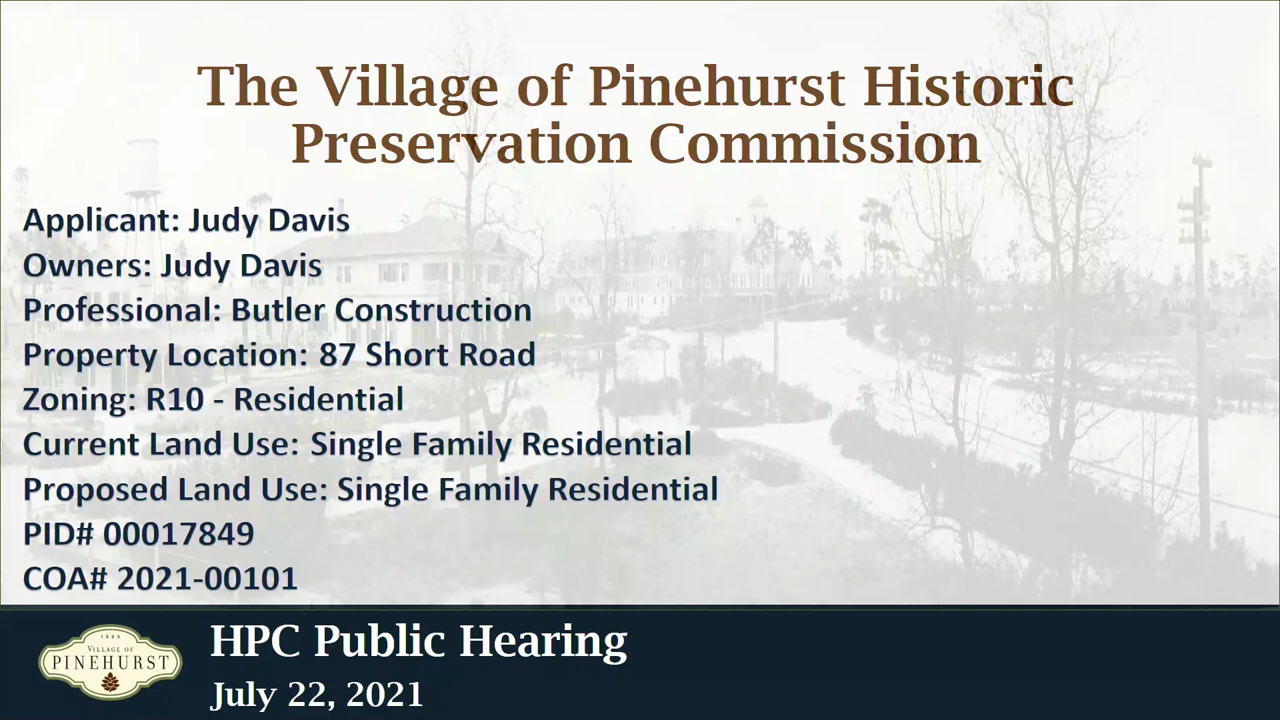 The Village of Pinehurst Historic
Preservation Commission
Applicant: Judy Davis
Owners: Judy Davis
Professional: Butler Construction
Property Location: 87 Short Road
Zoning: R10 - Residential
Current Land Use: Single Family Residential
Proposed Land Use: Single Family Residential
PID# 00017849
COA# 2021-00101
1895
VILLAGE OF
PINEHURST
HPC Public Hearing
July 22, 2021